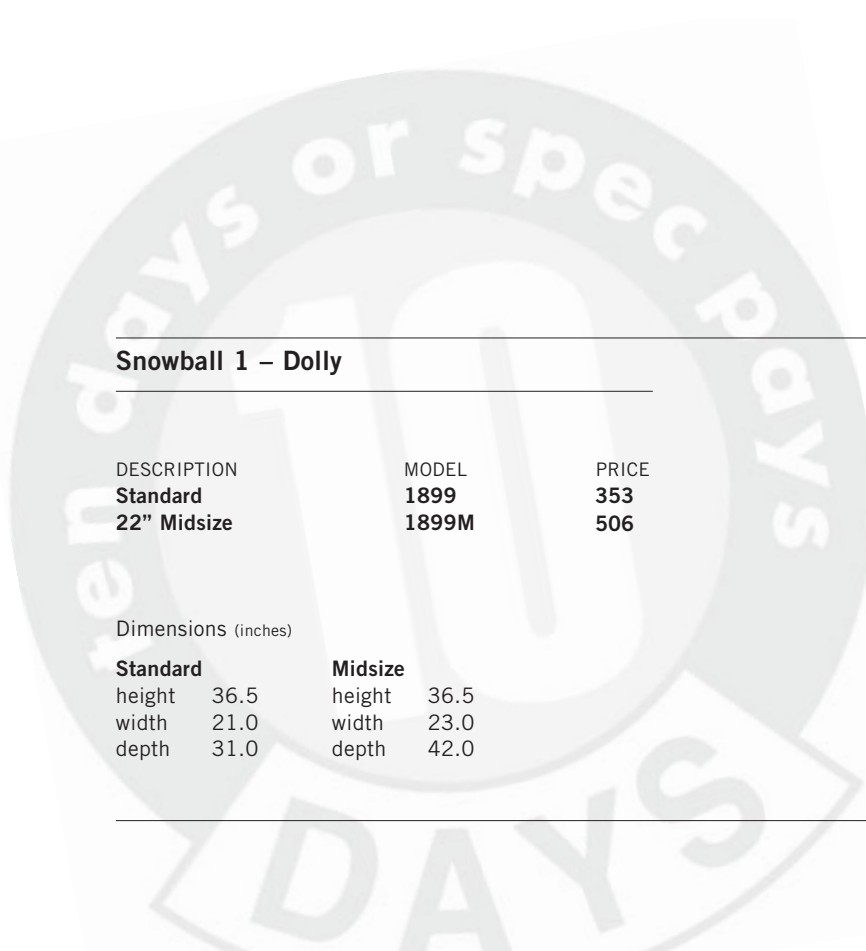 ten days or spec pays
10
DAYS
Snowball 1 – Dolly
DESCRIPTION MODEL PRICE
Standard 1899 353
22” Midsize 1899M 506
Dimensions (inches)
Standard Midsize
height 36.5 height 36.5
width 21.0 width 23.0
depth 31.0 depth 42.0